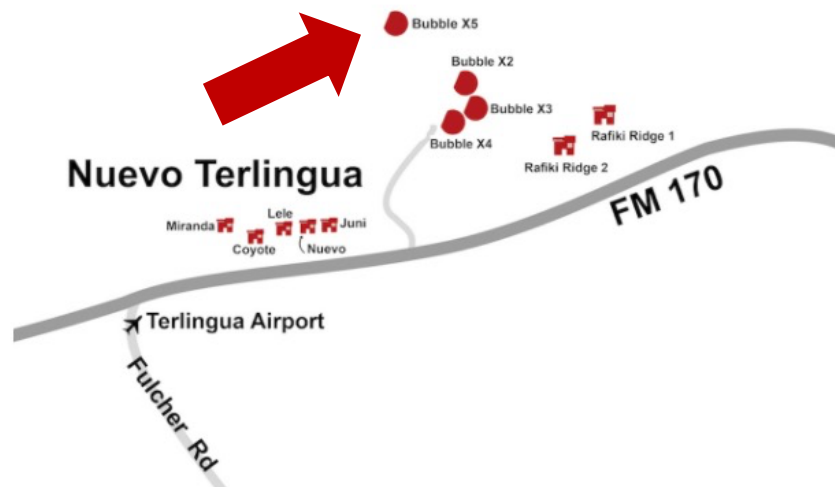 Bubble X5
Bubble X2
Bubble X3
Bubble X4
Rafiki Ridge 1
Rafiki Ridge 2
Nuevo Terlingua
FM 170
Lele
Miranda
Juni
Coyote
Nuevo
Terlingua Airport
Fulcher Rd